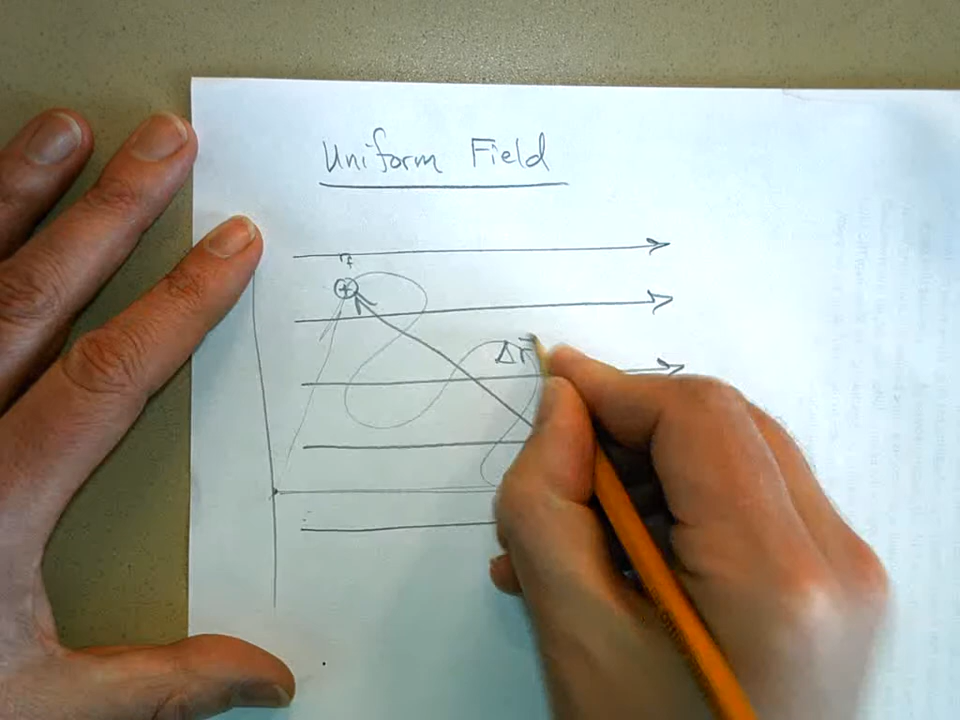 Uniform Field
+
Δr